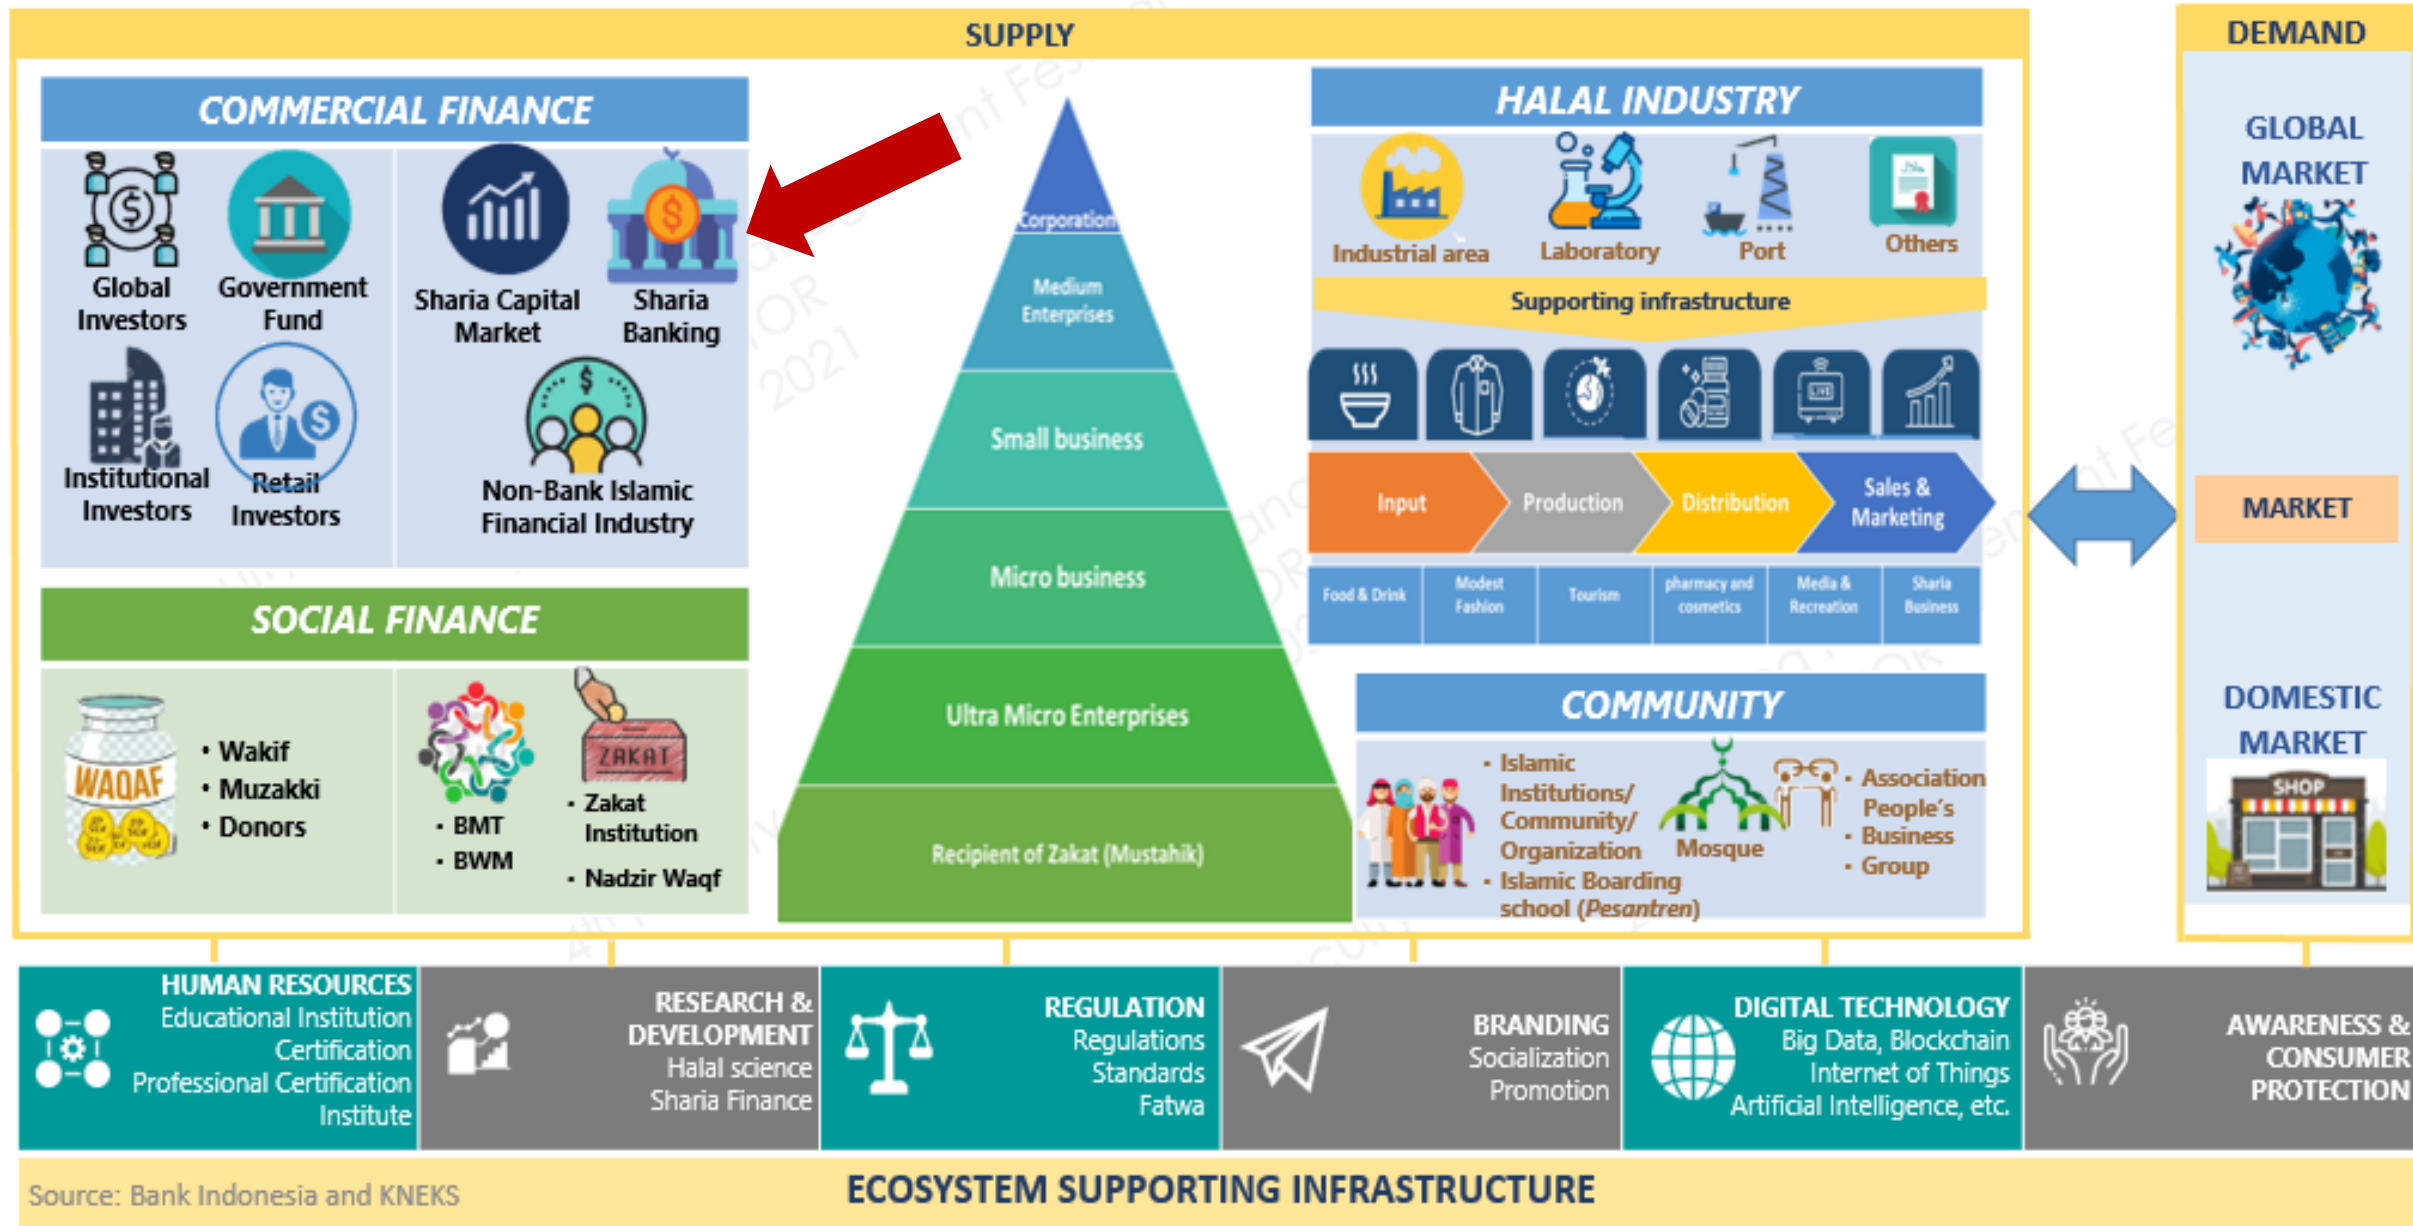 SUPPLY
DEMAND
COMMERCIAL FINANCE
Global
Investors
Government
Fund
Sharia Capital
Market
Sharia
Banking
Institutional
Investors
Retail
Investors
Non-Bank Islamic
Financial Industry
SOCIAL FINANCE
WAQAF
• Wakif
• Muzakki
• Donors
ZAKAT
• BMT
• BWM
• Zakat
Institution
• Nadzir Waqf
Corporation
Medium
Enterprises
Small business
Micro business
Ultra Micro Enterprises
Recipient of Zakat (Mustahik)
HALAL INDUSTRY
Industrial area
Laboratory
Port
Others
Supporting infrastructure
LIVE
Input
Production
Distribution
Sales &
Marketing
Food & Drink
Modest
Fashion
Tourism
pharmacy and
cosmetics
Media &
Recreation
Sharia
Business
COMMUNITY
• Islamic
Institutions/
Community/
Organization
• Islamic Boarding
school (Pesantren)
Mosque
• Association
People's
• Business
• Group
GLOBAL
MARKET
MARKET
DOMESTIC
MARKET
SHOP
HUMAN RESOURCES
Educational Institution
Certification
Professional Certification
Institute
RESEARCH &
DEVELOPMENT
Halal science
Sharia Finance
REGULATION
Regulations
Standards
Fatwa
BRANDING
Socialization
Promotion
DIGITAL TECHNOLOGY
Big Data, Blockchain
Internet of Things
Artificial Intelligence, etc.
AWARENESS &
CONSUMER
PROTECTION
Source: Bank Indonesia and KNEKS
ECOSYSTEM SUPPORTING INFRASTRUCTURE
2021